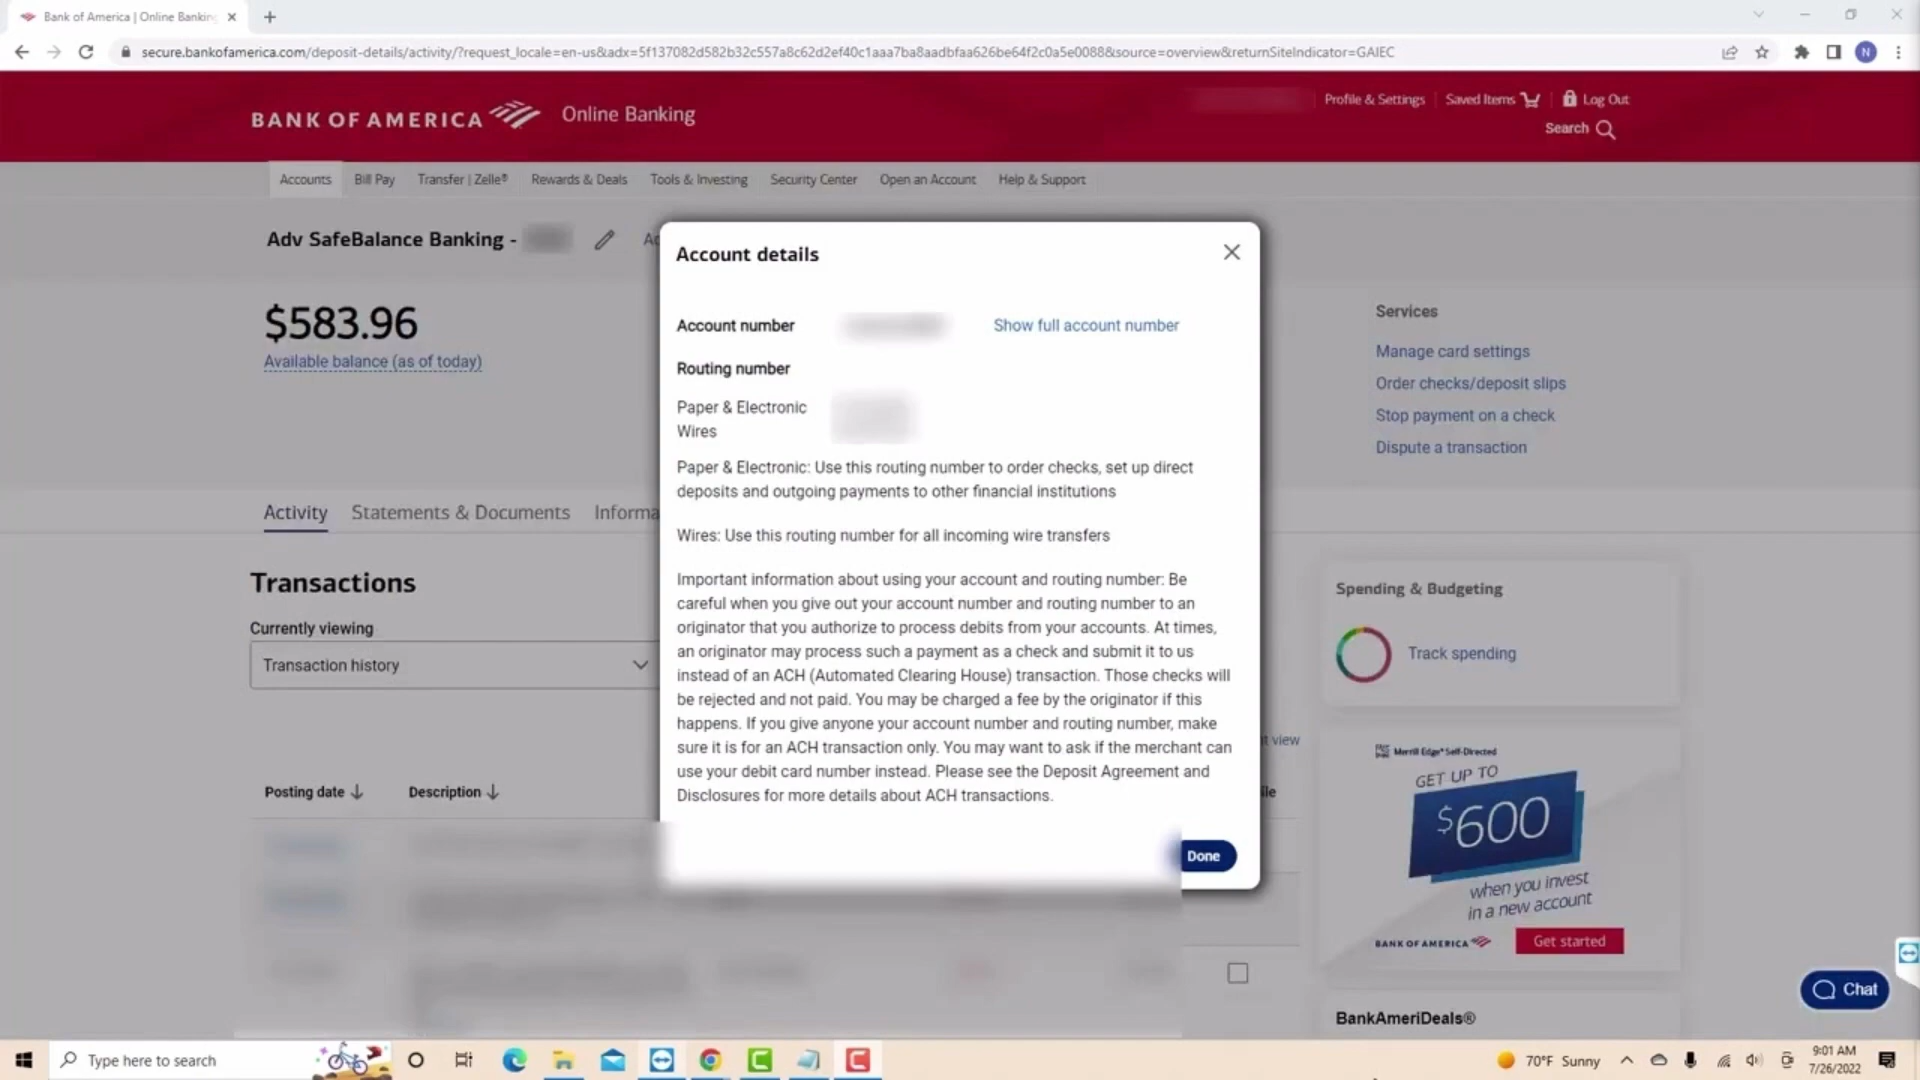 Bank of America | Online Banking
secure.bankofamerica.com/deposit-details/activity/?request_locale=en-us&adx=5f137082d582b32c557a8c62d2ef40c1aaa7ba8aadbfaa626be64f2c0a5e0088&source=overview&returnSiteIndicator=GAIEC
N
BANK OF AMERICA Online Banking
Profile & Settings Saved Items Log Out
Search
Accounts Bill Pay Transfer | Zelle® Rewards & Deals Tools & Investing Security Center Open an Account Help & Support
Adv SafeBalance Banking -
$583.96
Available balance (as of today)
Account details
Account number Show full account number
Routing number
Paper & Electronic
Wires
Paper & Electronic: Use this routing number to order checks, set up direct
deposits and outgoing payments to other financial institutions
Wires: Use this routing number for all incoming wire transfers
Important information about using your account and routing number: Be
careful when you give out your account number and routing number to an
originator that you authorize to process debits from your accounts. At times,
an originator may process such a payment as a check and submit it to us
instead of an ACH (Automated Clearing House) transaction. Those checks will
be rejected and not paid. You may be charged a fee by the originator if this
happens. If you give anyone your account number and routing number, make
sure it is for an ACH transaction only. You may want to ask if the merchant can
use your debit card number instead. Please see the Deposit Agreement and
Disclosures for more details about ACH transactions.
Done
Services
Manage card settings
Order checks/deposit slips
Stop payment on a check
Dispute a transaction
Activity Statements & Documents Informa
Transactions
Currently viewing
Transaction history
view
Posting date Description
Spending & Budgeting
Track spending
Merrill Edge® Self-Directed
GET UP TO
$600
when you invest
in a new account
BANK OF AMERICA Get started
BankAmeriDeals®
Chat
Type here to search
70°F Sunny
9:01 AM
7/26/2022